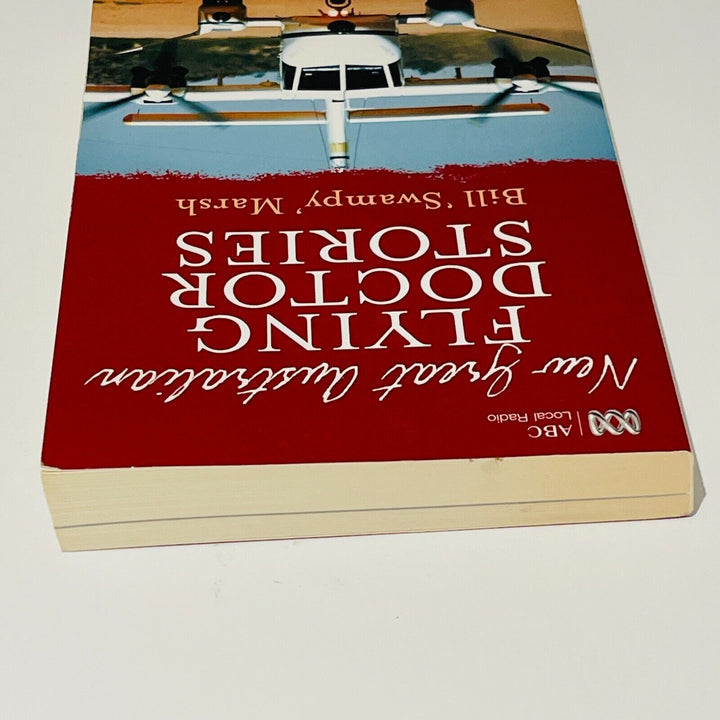 ABC
Local Radio
New Great Australian
FLYING
DOCTOR
STORIES
Bill 'Swampy' Marsh